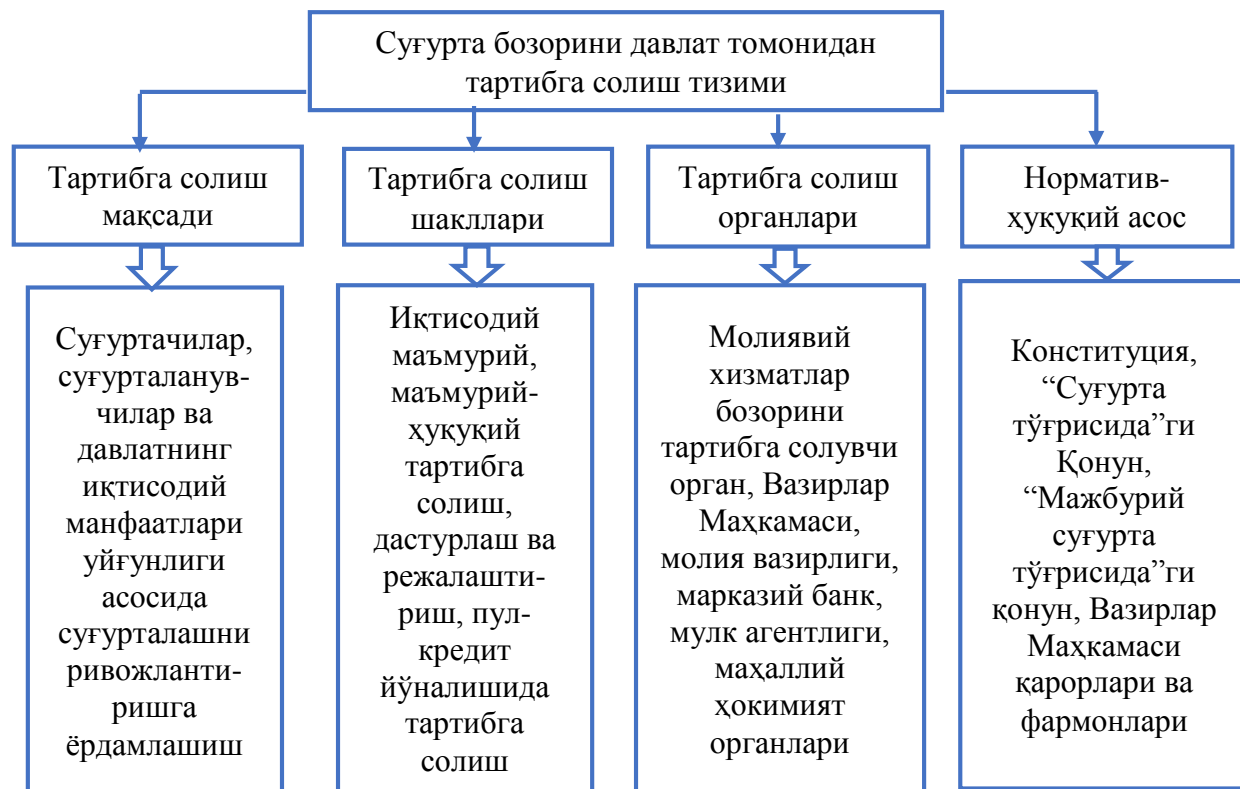 Суғурта бозорини давлат томонидан
тартибга солиш тизими
Тартибга солиш
мақсади
Тартибга солиш
шакллари
Тартибга солиш
органлари
Норматив-
ҳуқуқий асос
Суғуртачилар,
суғурталанув-
чилар ва
давлатнинг
иқтисодий
манфаатлари
уйғунлиги
асосида
суғурталашни
ривожланти-
ришга
ёрдамлашиш
Иқтисодий
маъмурий,
маъмурий-
ҳуқуқий
тартибга
солиш,
дастурлаш ва
режалашти-
риш, пул-
кредит
йўналишида
тартибга
солиш
Молиявий
хизматлар
бозорини
тартибга солувчи
орган, Вазирлар
Маҳкамаси,
молия вазирлиги,
марказий банк,
мулк агентлиги,
маҳаллий
ҳокимият
органлари
Конституция,
“Суғурта
тўғрисида”ги
Қонун,
“Мажбурий
суғурта
тўғрисида”ги
қонун, Вазирлар
Маҳкамаси
қарорлари ва
фармонлари